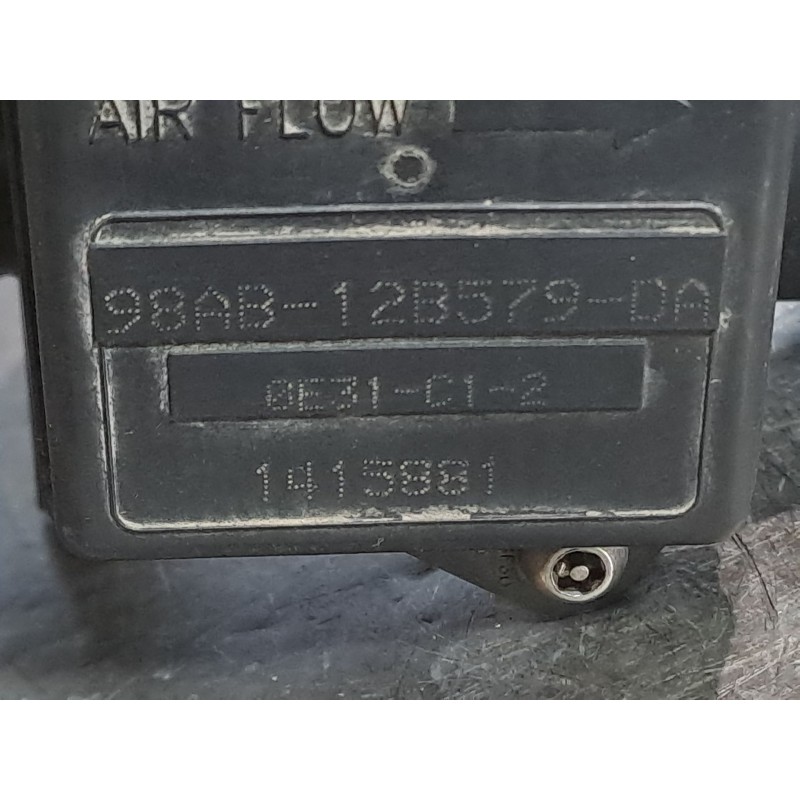 AIR FLOW
98AB-12B579-DA
0E31-C1-2
1415881